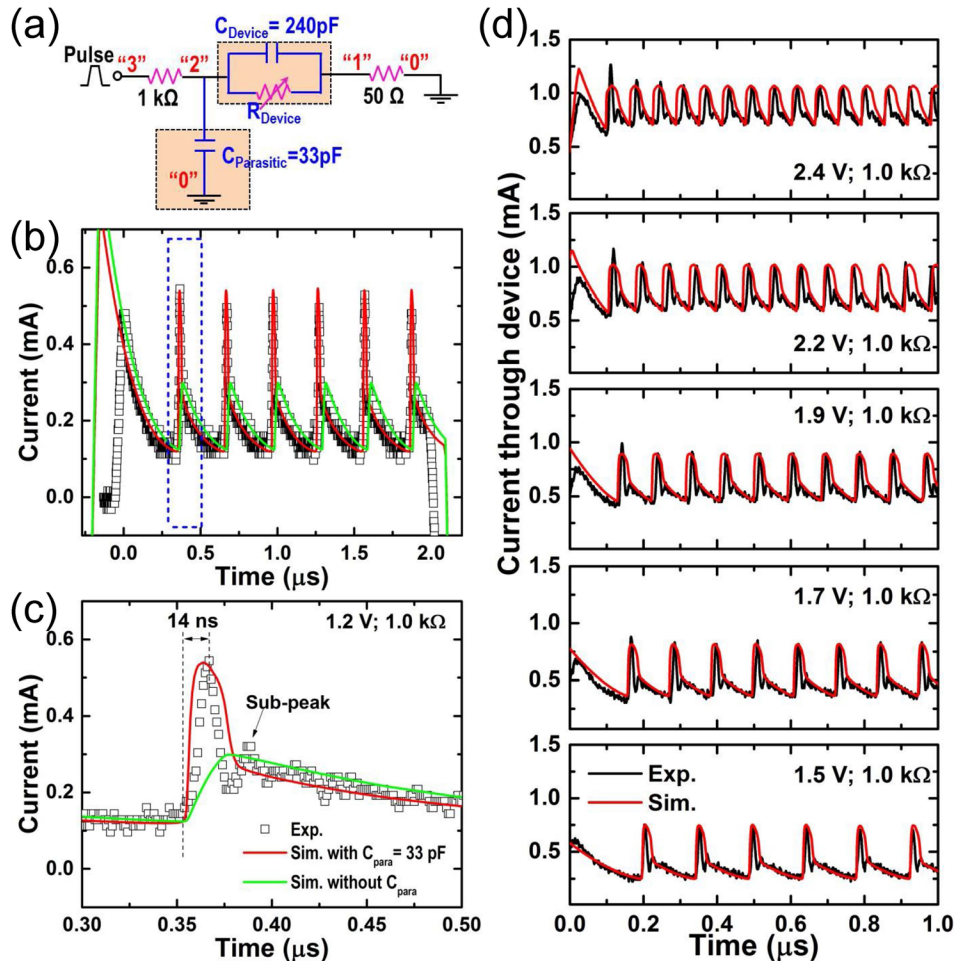 (a)
C_Device = 240pF
Pulse
“3”
“2”
“1”
“0”
1 kΩ
R_Device
50 Ω
C_Parasitic =33pF
“0”
(b)
Current (mA)
0.6
0.4
0.2
0.0
0.0 0.5 1.0 1.5 2.0
Time (μs)
(c)
14 ns
1.2 V; 1.0 kΩ
Sub-peak
Current (mA)
0.6
0.4
0.2
0.0
Exp.
Sim. with C_para = 33 pF
Sim. without C_para
0.30 0.35 0.40 0.45 0.50
Time (μs)
(d)
Current through device (mA)
1.5
1.0
0.5
2.4 V; 1.0 kΩ
1.5
1.0
0.5
2.2 V; 1.0 kΩ
1.5
1.0
0.5
1.9 V; 1.0 kΩ
1.5
1.0
0.5
1.7 V; 1.0 kΩ
1.5
1.0
0.5
Exp.
Sim.
1.5 V; 1.0 kΩ
0.0 0.2 0.4 0.6 0.8 1.0
Time (μs)